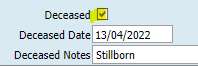 Deceased
Deceased Date 13/04/2022
Deceased Notes Stillborn